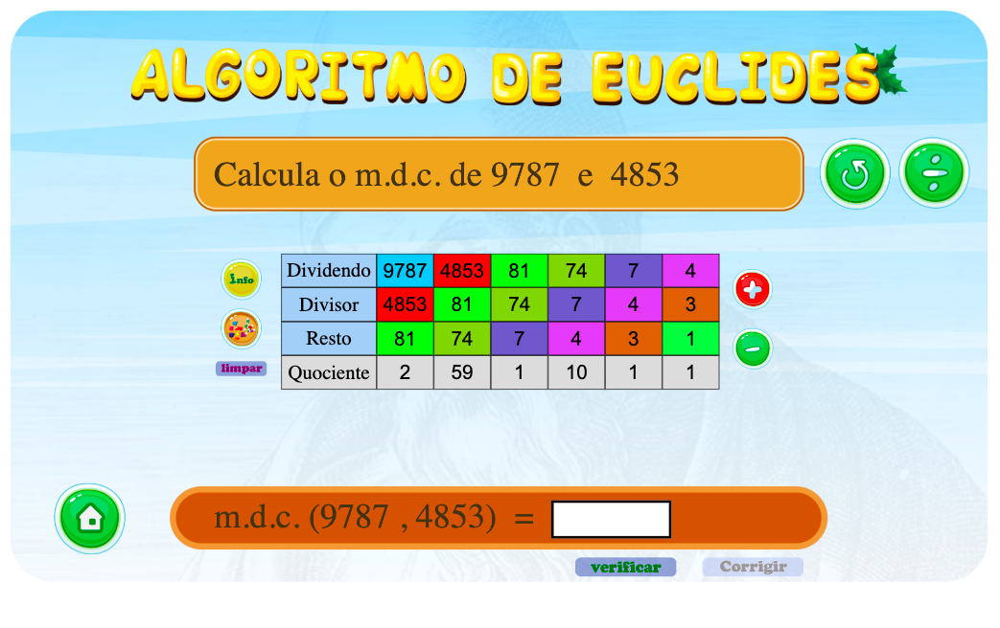 ALGORITMO DE EUCLIDES
Calcula o m.d.c. de 9787 e 4853
info
limpar
Dividendo 9787 4853 81 74 7 4
Divisor 4853 81 74 7 4 3
Resto 81 74 7 4 3 1
Quociente 2 59 1 10 1 1
m.d.c. (9787 , 4853) =
verificar Corrigir